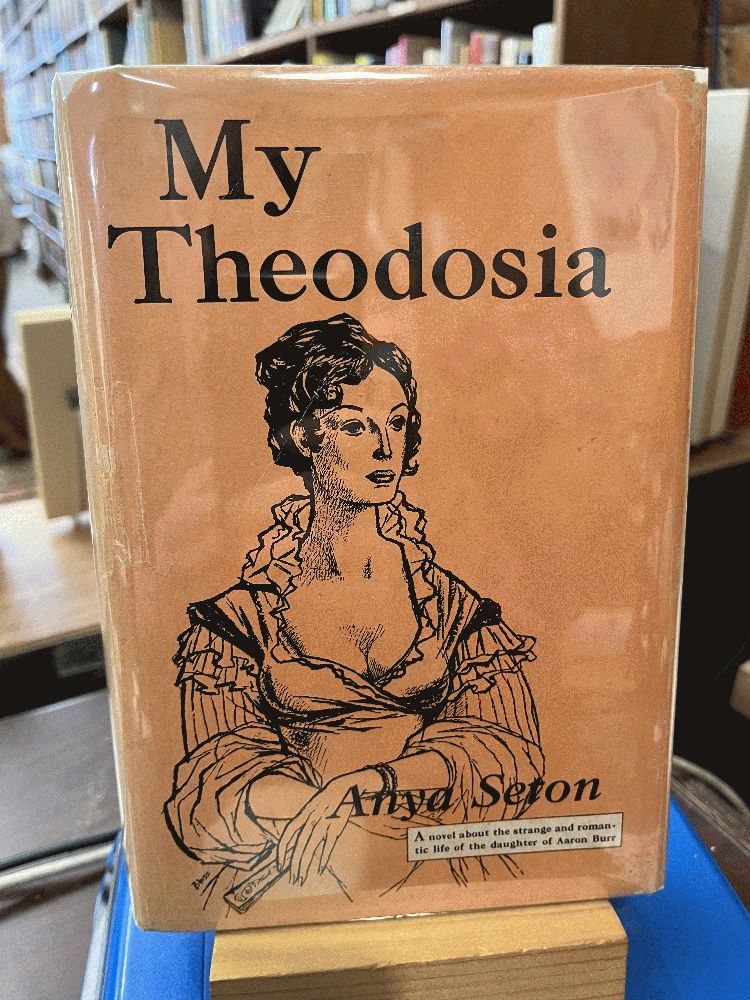 My
Theodosia
Anya Seton
A novel about the strange and roman-
tic life of the daughter of Aaron Burr